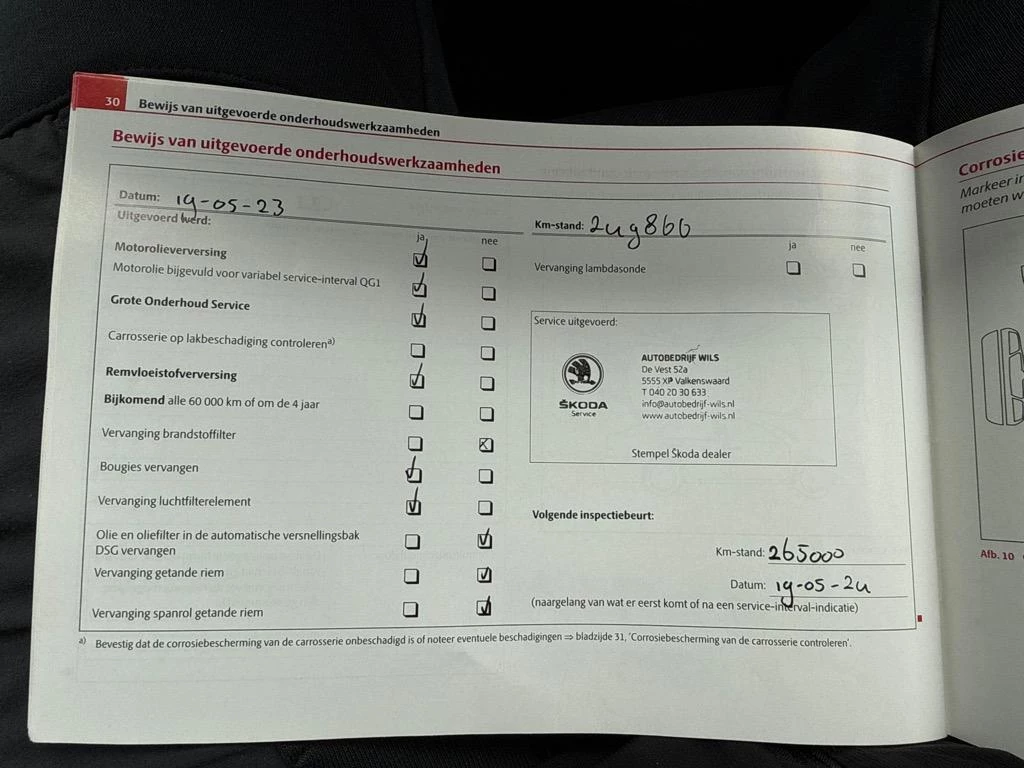 30 Bewijs van uitgevoerde onderhoudswerkzaamheden
Bewijs van uitgevoerde onderhoudswerkzaamheden
Datum: 19-05-23
Uitgevoerd werd:
ja nee
Motorolieverversing
Motorolie bijgevuld voor variabel service-interval QG1
Grote Onderhoud Service
Carrosserie op lakbeschadiging controleren a)
Remvloeistofverversing
Bijkomend alle 60 000 km of om de 4 jaar
Vervanging brandstoffilter
Bougies vervangen
Vervanging luchtfilterelement
Olie en oliefilter in de automatische versnellingsbak
DSG vervangen
Vervanging getande riem
Vervanging spanrol getande riem
Km-stand: 249866
ja nee
Vervanging lambdasonde
Service uitgevoerd:
ŠKODA
Service
AUTOBEDRIJF WILS
De Vest 52a
5555 XP Valkenswaard
T 040 20 30 633
info@autobedrijf-wils.nl
www.autobedrijf-wils.nl
Stempel Škoda dealer
Volgende inspectiebeurt:
Km-stand: 265000
Datum: 19-05-24
(naargelang van wat er eerst komt of na een service-interval-indicatie)
a) Bevestig dat de corrosiebescherming van de carrosserie onbeschadigd is of noteer eventuele beschadigingen ⇒ bladzijde 31, 'Corrosiebescherming van de carrosserie controleren'.
Corrosie
Markeer in
moeten w
Afb. 10